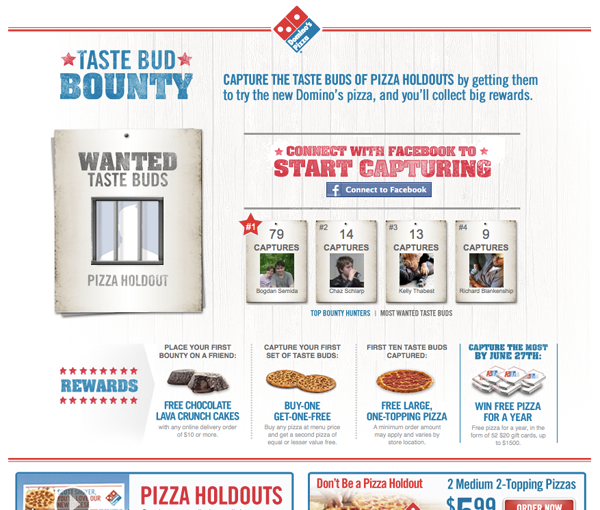 Domino's Pizza
TASTE BUD
BOUNTY
CAPTURE THE TASTE BUDS OF PIZZA HOLDOUTS by getting them
to try the new Domino's pizza, and you'll collect big rewards.
WANTED
TASTE BUDS
PIZZA HOLDOUT
CONNECT WITH FACEBOOK TO
START CAPTURING
f Connect to Facebook
#1 79 CAPTURES Bogdan Semida
#2 14 CAPTURES Chaz Schlarp
#3 13 CAPTURES Kelly Thabest
#4 9 CAPTURES Richard Blankenship
TOP BOUNTY HUNTERS | MOST WANTED TASTE BUDS
REWARDS
PLACE YOUR FIRST
BOUNTY ON A FRIEND:
FREE CHOCOLATE
LAVA CRUNCH CAKES
with any online delivery order
of $10 or more.
CAPTURE YOUR FIRST
SET OF TASTE BUDS:
BUY-ONE
GET-ONE-FREE
Buy any pizza at menu price
and get a second pizza of
equal or lesser value free.
FIRST TEN TASTE BUDS
CAPTURED:
FREE LARGE,
ONE-TOPPING PIZZA
A minimum order amount
may apply and varies by
store location.
CAPTURE THE MOST
BY JUNE 27TH:
WIN FREE PIZZA
FOR A YEAR
Free pizza for a year, in the
form of 52 $20 gift cards, up
to $1500.
PIZZA HOLDOUTS
Don't Be a Pizza Holdout
2 Medium 2-Topping Pizzas
$5.99
ORDER NOW